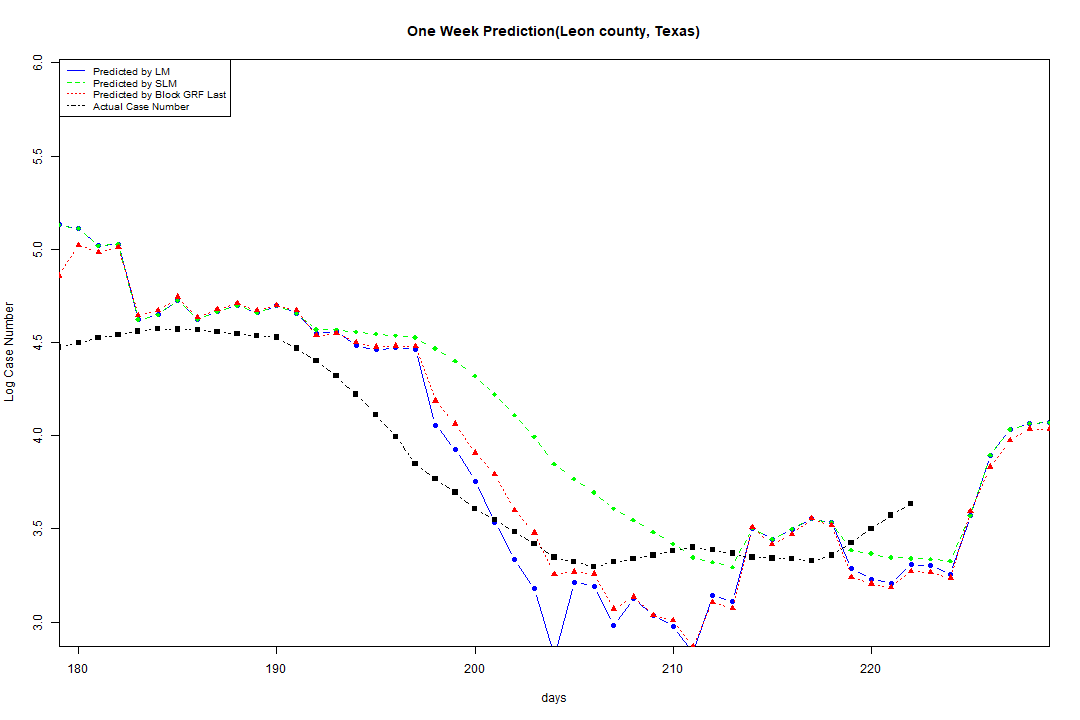 One Week Prediction(Leon county, Texas)
Predicted by LM
Predicted by SLM
Predicted by Block GRF Last
Actual Case Number
6.0
5.5
5.0
4.5
4.0
3.5
3.0
Log Case Number
180 190 200 210 220
days